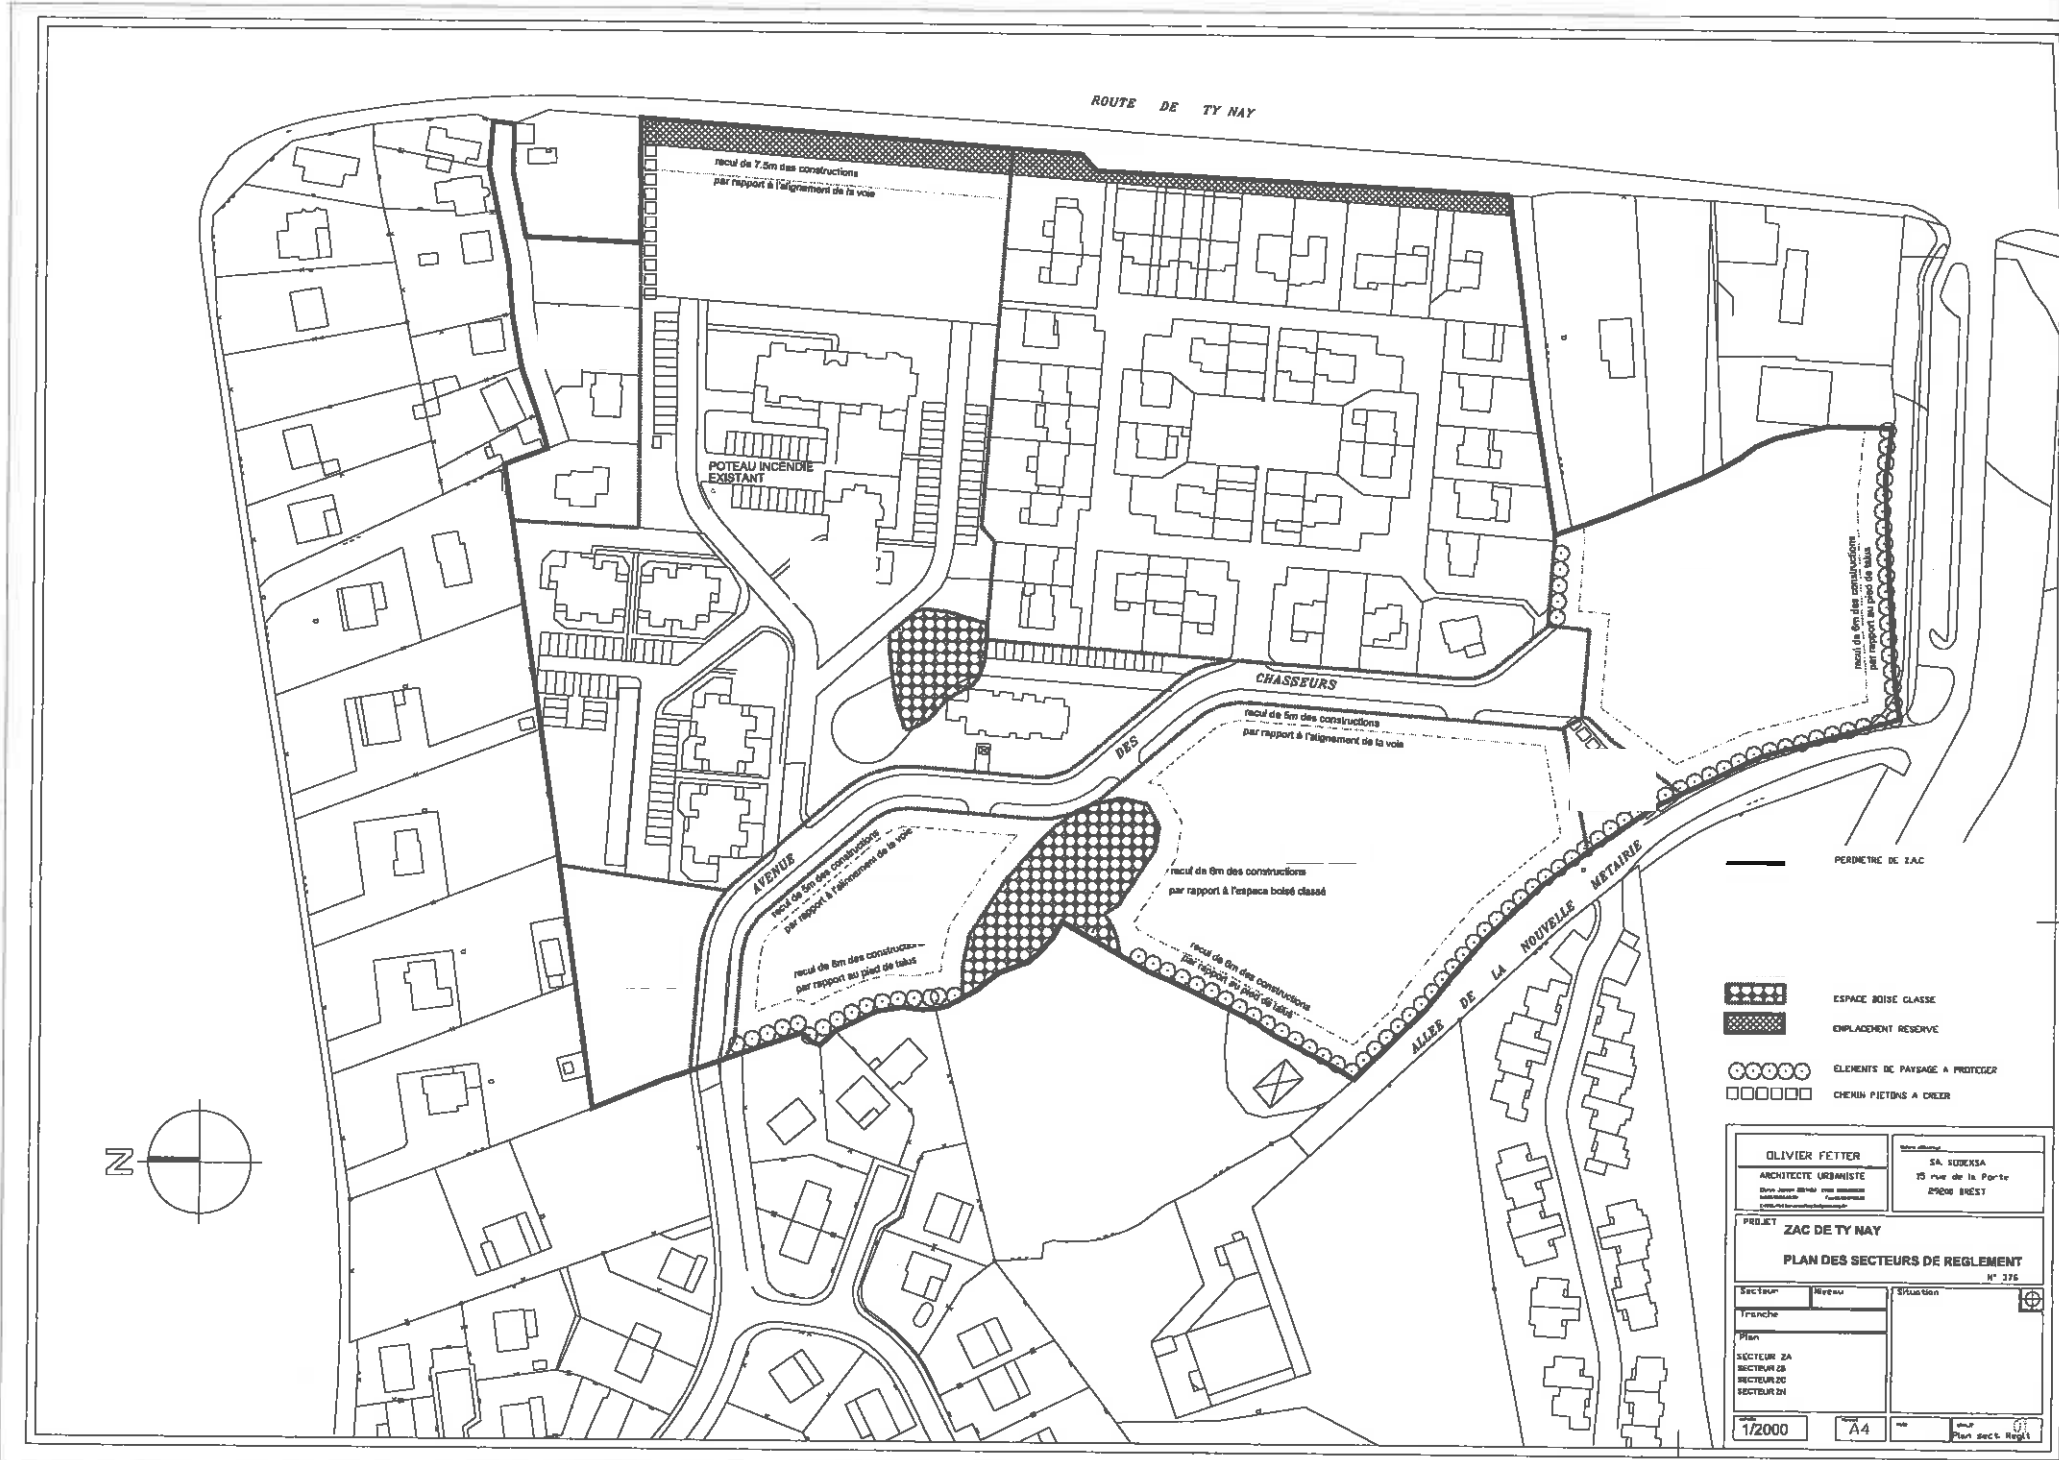 ROUTE DE TY NAY
recul de 7.5m des constructions
par rapport à l'alignement de la voie
POTEAU INCENDIE
EXISTANT
recul de 6m des constructions
par rapport au pied de talus
CHASSEURS
DES
AVENUE
recul de 5m des constructions
par rapport à l'alignement de la voie
recul de 5m des constructions
par rapport à l'alignement de la voie
recul de 6m des constructions
par rapport à l'espace boisé classé
recul de 6m des constructions
par rapport au pied de talus
recul de 6m des constructions
par rapport au pied de talus
ALLEE DE LA NOUVELLE METAIRIE
PERIMETRE DE Z.A.C
ESPACE BOISE CLASSE
EMPLACEMENT RESERVE
ELEMENTS DE PAYSAGE A PROTEGER
CHEMIN PIETONS A CREER
N
OLIVIER FETTER
ARCHITECTE URBANISTE
SA. SODEXSA
15 rue de la Porte
29200 BREST
PROJET
ZAC DE TY NAY
PLAN DES SECTEURS DE REGLEMENT
N° 376
Secteur
Niveau
Situation
Tranche
Plan
SECTEUR ZA
SECTEUR ZB
SECTEUR ZC
SECTEUR ZN
1/2000
A4
Plan sect. Regl